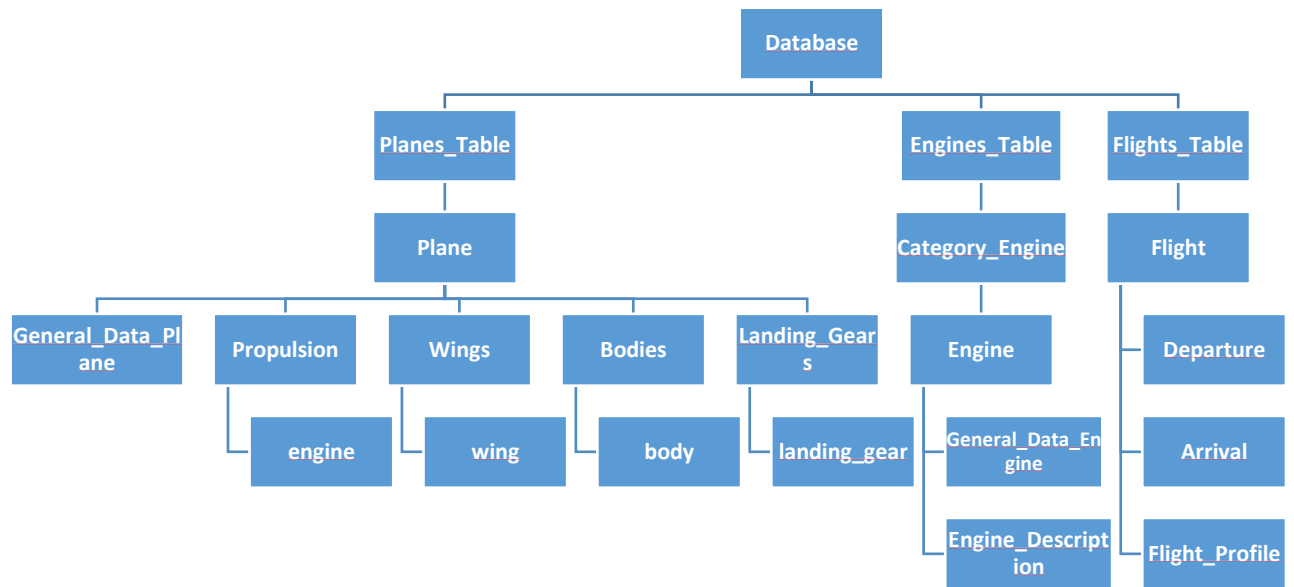 Database
Planes_Table
Engines_Table
Flights_Table
Plane
Category_Engine
Flight
General_Data_Pl
ane
Propulsion
Wings
Bodies
Landing_Gear
s
Engine
Departure
engine
wing
body
landing_gear
General_Data_En
gine
Arrival
Engine_Descript
ion
Flight_Profile